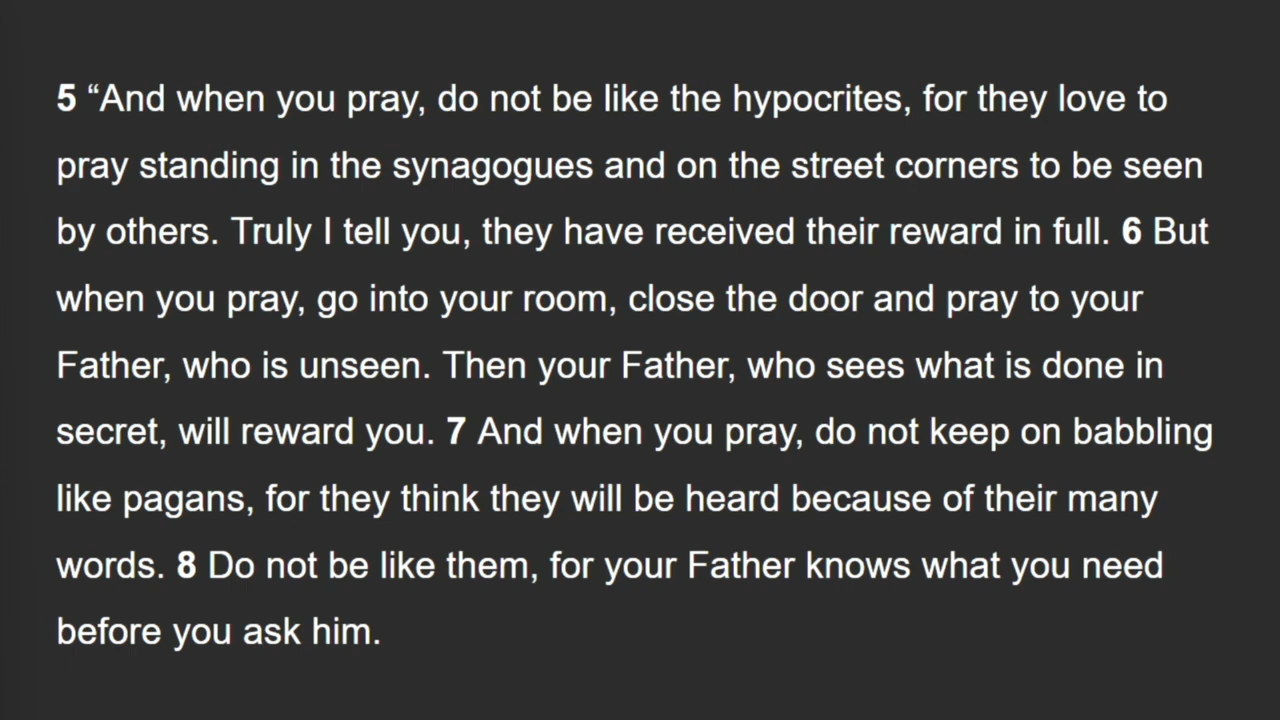 5 “And when you pray, do not be like the hypocrites, for they love to
pray standing in the synagogues and on the street corners to be seen
by others. Truly I tell you, they have received their reward in full. 6 But
when you pray, go into your room, close the door and pray to your
Father, who is unseen. Then your Father, who sees what is done in
secret, will reward you. 7 And when you pray, do not keep on babbling
like pagans, for they think they will be heard because of their many
words. 8 Do not be like them, for your Father knows what you need
before you ask him.